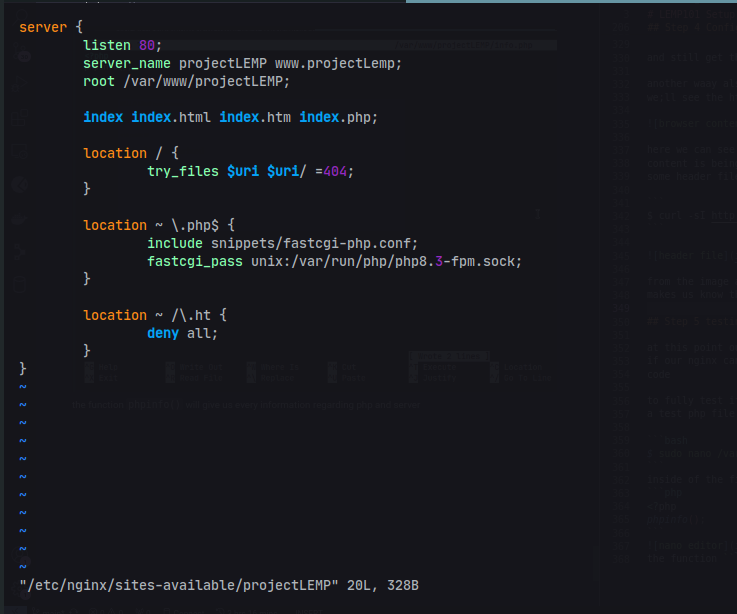 server {
        listen 80;
        server_name projectLEMP www.projectLemp;
        root /var/www/projectLEMP;

        index index.html index.htm index.php;

        location / {
                try_files $uri $uri/ =404;
        }

        location ~ \.php$ {
                include snippets/fastcgi-php.conf;
                fastcgi_pass unix:/var/run/php/php8.3-fpm.sock;
        }

        location ~ /\.ht {
                deny all;
        }
}
~
~
~
~
~
~
~
~
~
~
~
"/etc/nginx/sites-available/projectLEMP" 20L, 328B